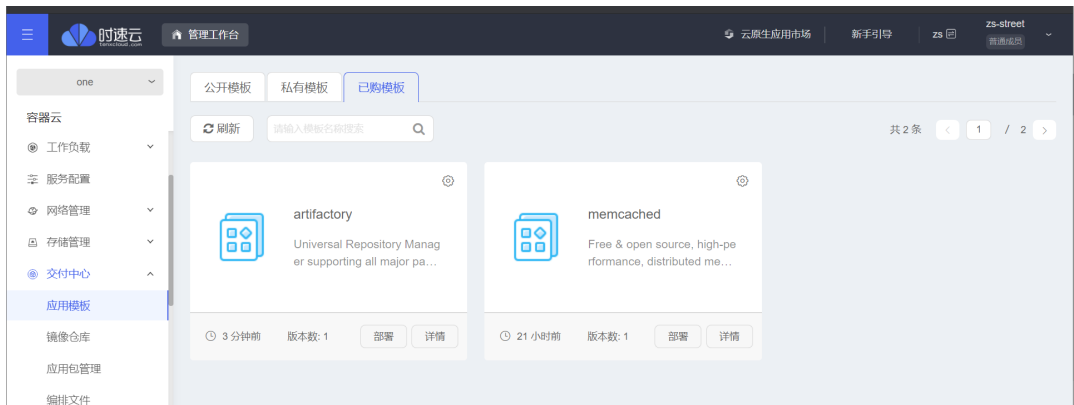 时速云
tenxcloud.com
管理工作台
云原生应用市场
新手引导
zs
zs-street
普通成员
one
容器云
工作负载
服务配置
网络管理
存储管理
交付中心
应用模板
镜像仓库
应用包管理
编排文件
公开模板
私有模板
已购模板
刷新
请输入模板名称搜索
共 2 条
1 / 2
artifactory
Universal Repository Manag
er supporting all major pa...
3 分钟前
版本数: 1
部署
详情
memcached
Free & open source, high-pe
rformance, distributed me...
21 小时前
版本数: 1
部署
详情